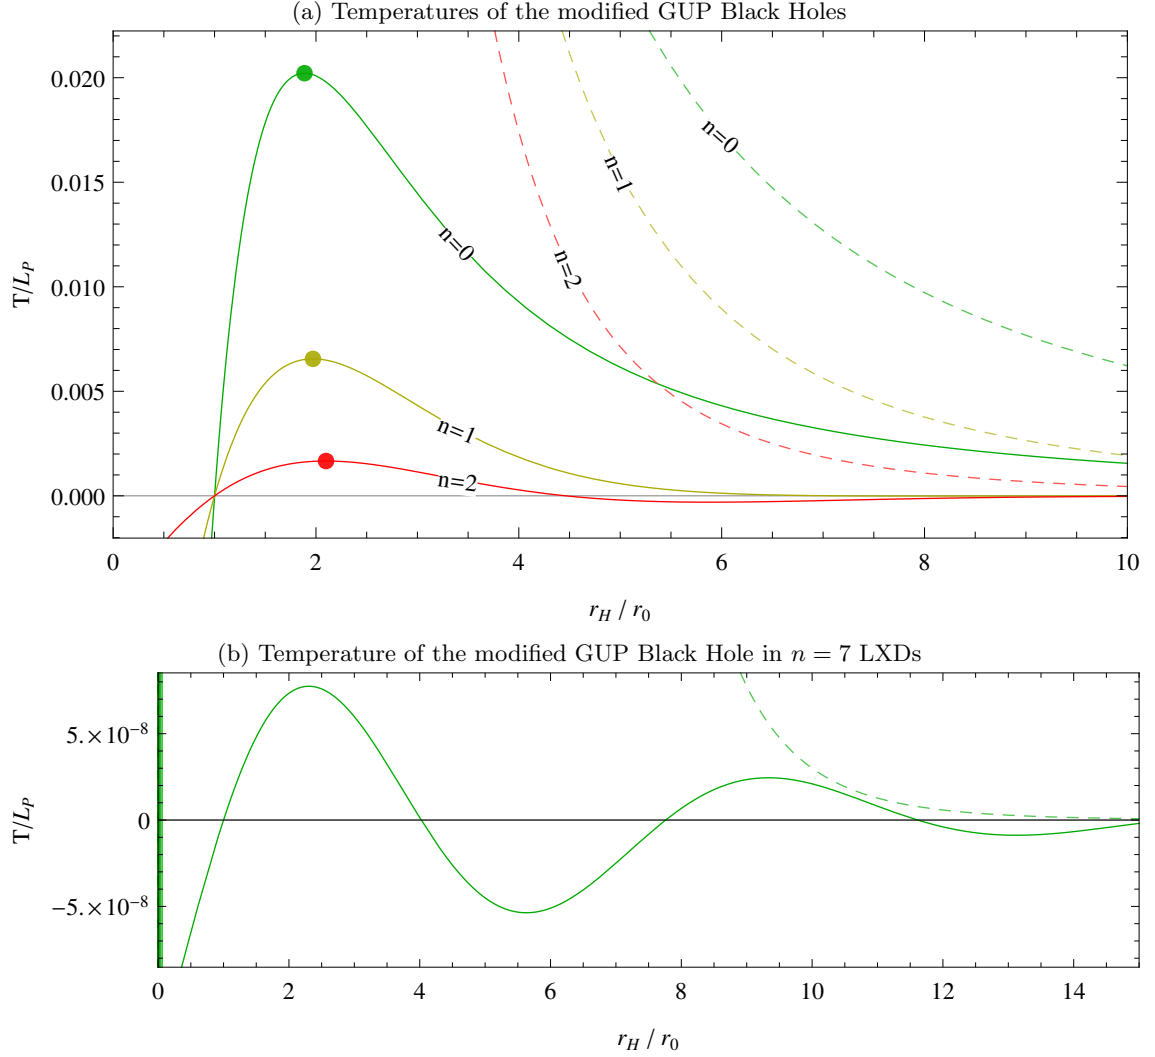 (a) Temperatures of the modified GUP Black Holes
n=0
n=1
n=2
n=0
n=1
n=2
0.020
0.015
0.010
0.005
0.000
T/L_P
0 2 4 6 8 10
r_H / r_0
(b) Temperature of the modified GUP Black Hole in n = 7 LXDs
5.×10⁻⁸
0
−5.×10⁻⁸
T/L_P
0 2 4 6 8 10 12 14
r_H / r_0